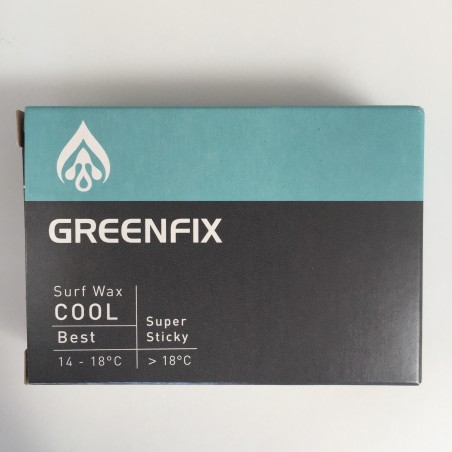 GREENFIX
Surf Wax
COOL
Best
14 - 18°C
Super
Sticky
> 18°C